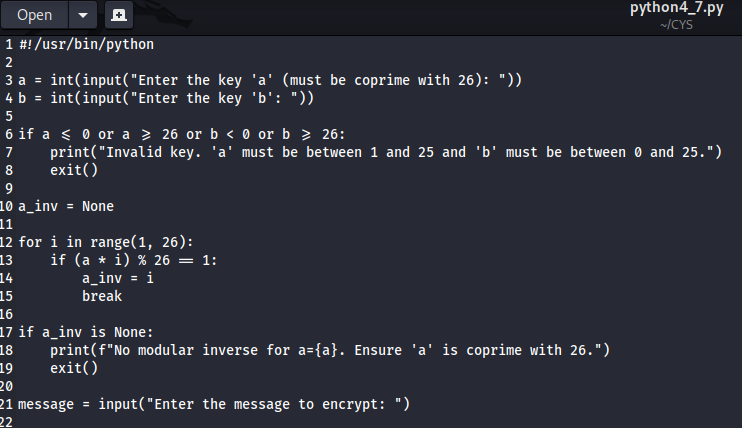 Open
python4_7.py
~/CYS
1 #!/usr/bin/python
2
3 a = int(input("Enter the key 'a' (must be coprime with 26): "))
4 b = int(input("Enter the key 'b': "))
5
6 if a <= 0 or a >= 26 or b < 0 or b >= 26:
7     print("Invalid key. 'a' must be between 1 and 25 and 'b' must be between 0 and 25.")
8     exit()
9
10 a_inv = None
11
12 for i in range(1, 26):
13     if (a * i) % 26 == 1:
14         a_inv = i
15         break
16
17 if a_inv is None:
18     print(f"No modular inverse for a={a}. Ensure 'a' is coprime with 26.")
19     exit()
20
21 message = input("Enter the message to encrypt: ")
22